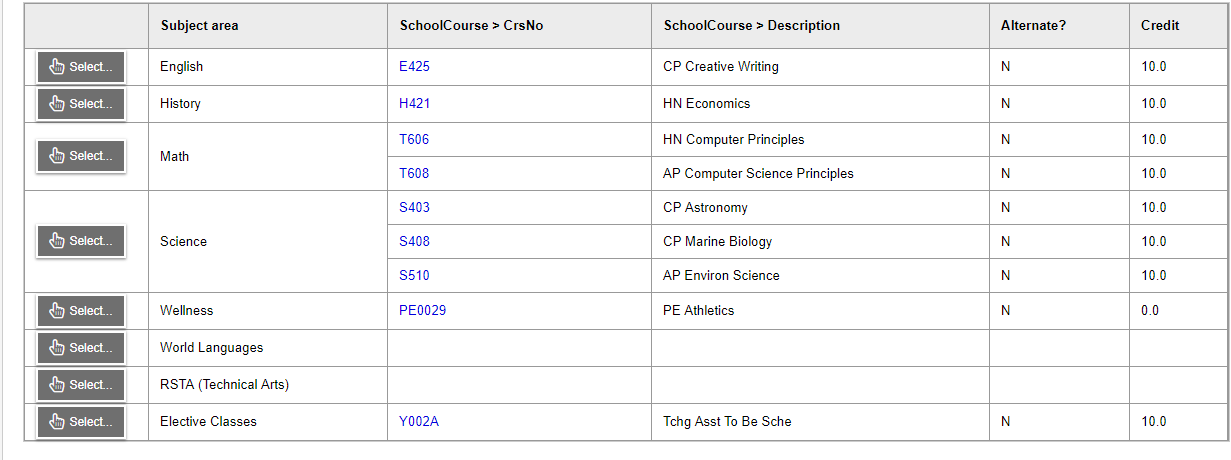 Subject area SchoolCourse > CrsNo SchoolCourse > Description Alternate? Credit
Select... English E425 CP Creative Writing N 10.0
Select... History H421 HN Economics N 10.0
Select... Math T606 HN Computer Principles N 10.0
T608 AP Computer Science Principles N 10.0
Select... Science S403 CP Astronomy N 10.0
S408 CP Marine Biology N 10.0
S510 AP Environ Science N 10.0
Select... Wellness PE0029 PE Athletics N 0.0
Select... World Languages
Select... RSTA (Technical Arts)
Select... Elective Classes Y002A Tchg Asst To Be Sche N 10.0